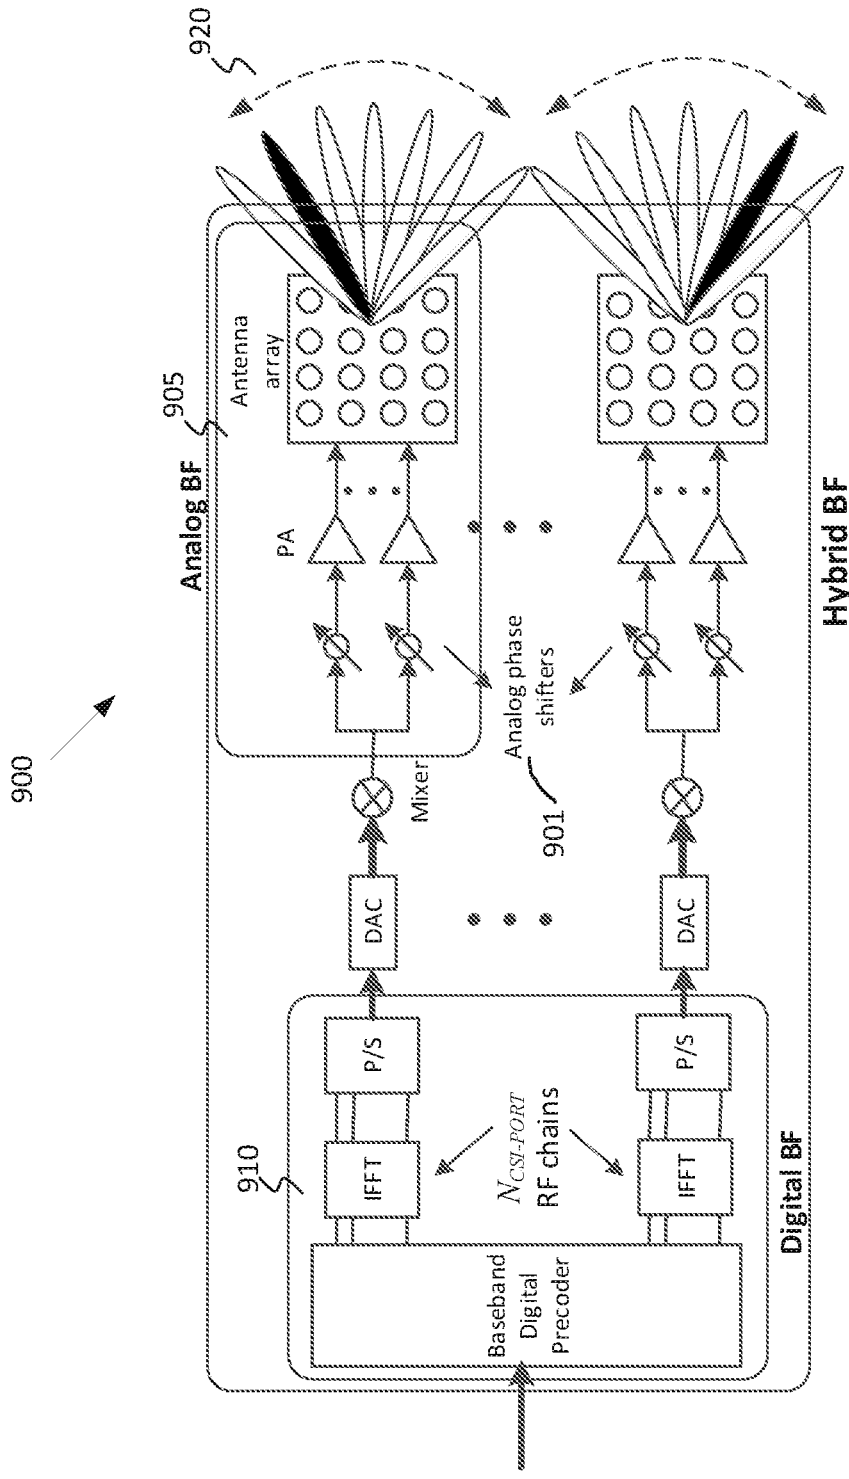 900
920
905
Analog BF
Antenna
array
PA
Mixer
DAC
Analog phase
shifters
901
910
P/S
IFFT
N_CSI-PORT
RF chains
Baseband
Digital
Precoder
Digital BF
P/S
IFFT
DAC
Hybrid BF